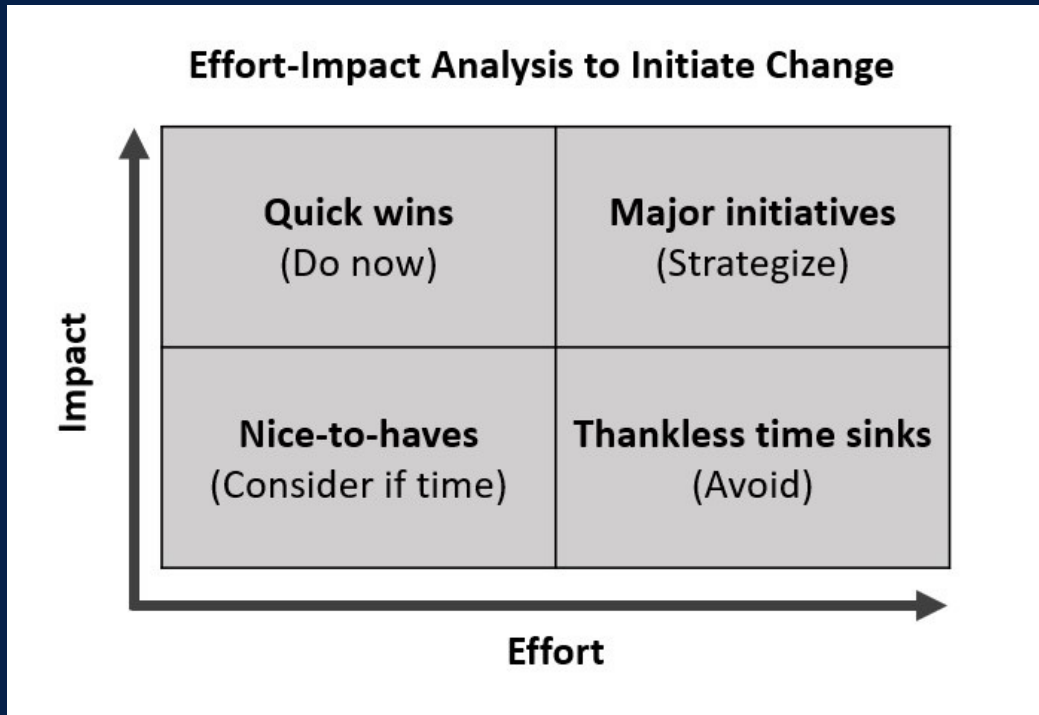 Effort-Impact Analysis to Initiate Change
Quick wins
(Do now)
Major initiatives
(Strategize)
Impact
Nice-to-haves
(Consider if time)
Thankless time sinks
(Avoid)
Effort